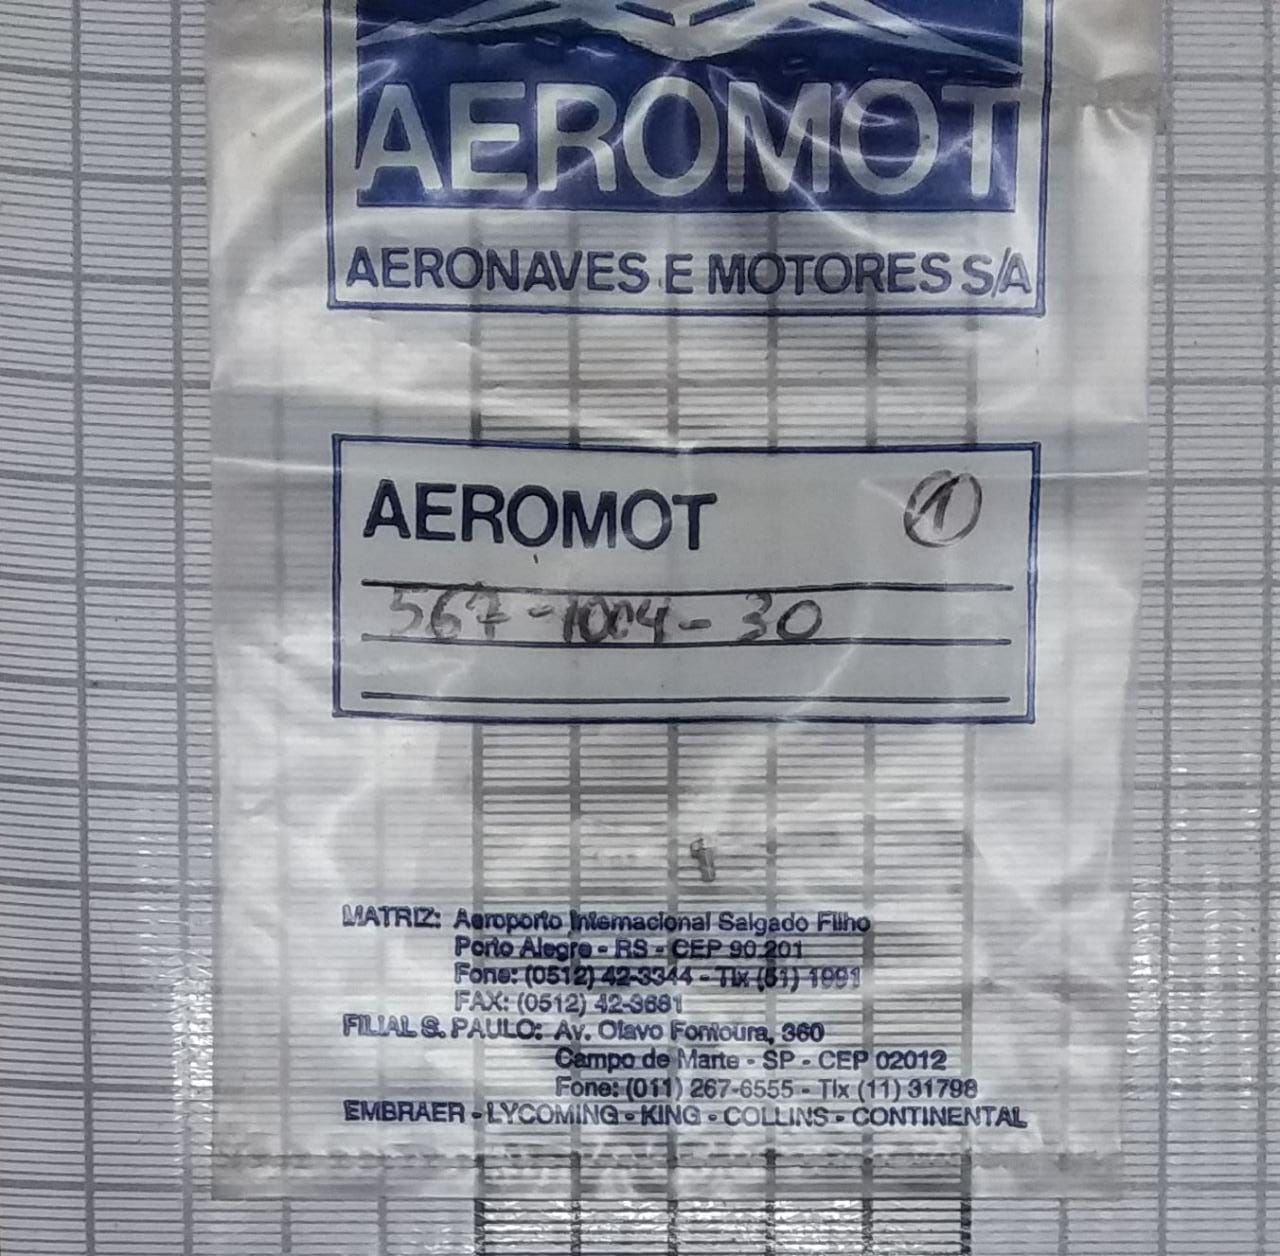 AEROMOT
AERONAVES E MOTORES S/A
AEROMOT 1
567-1004-30
MATRIZ: Aeroporto Internacional Salgado Filho
Porto Alegre - RS - CEP 90.201
Fone: (0512) 42-3344 - Tlx (51) 1991
FAX: (0512) 42-3681
FILIAL S. PAULO: Av. Olavo Fontoura, 360
Campo de Marte - SP - CEP 02012
Fone: (011) 267-6555 - Tlx (11) 31798
EMBRAER - LYCOMING - KING - COLLINS - CONTINENTAL